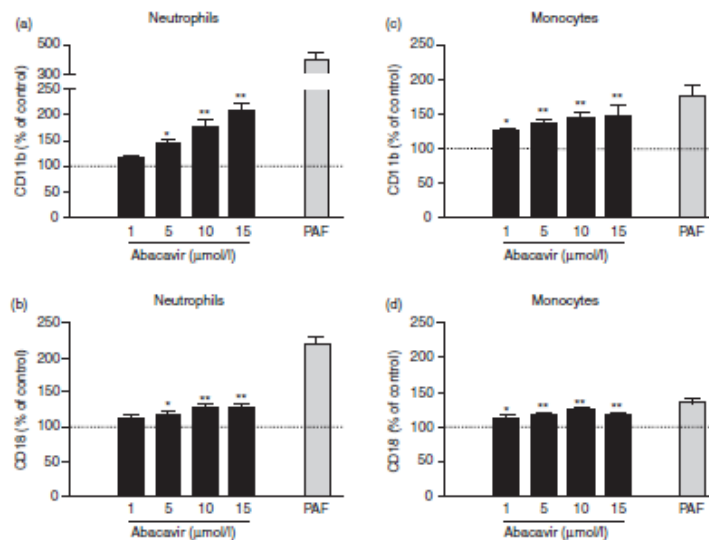 (a)
Neutrophils
CD11b (% of control)
500
300
250
200
150
100
50
0
*
**
**
1 5 10 15 PAF
Abacavir (µmol/l)
(c)
Monocytes
CD11b (% of control)
250
200
150
100
50
0
*
**
**
**
1 5 10 15 PAF
Abacavir (µmol/l)
(b)
Neutrophils
CD18 (% of control)
250
200
150
100
50
0
*
**
**
1 5 10 15 PAF
Abacavir (µmol/l)
(d)
Monocytes
CD18 (% of control)
250
200
150
100
50
0
*
**
**
**
1 5 10 15 PAF
Abacavir (µmol/l)